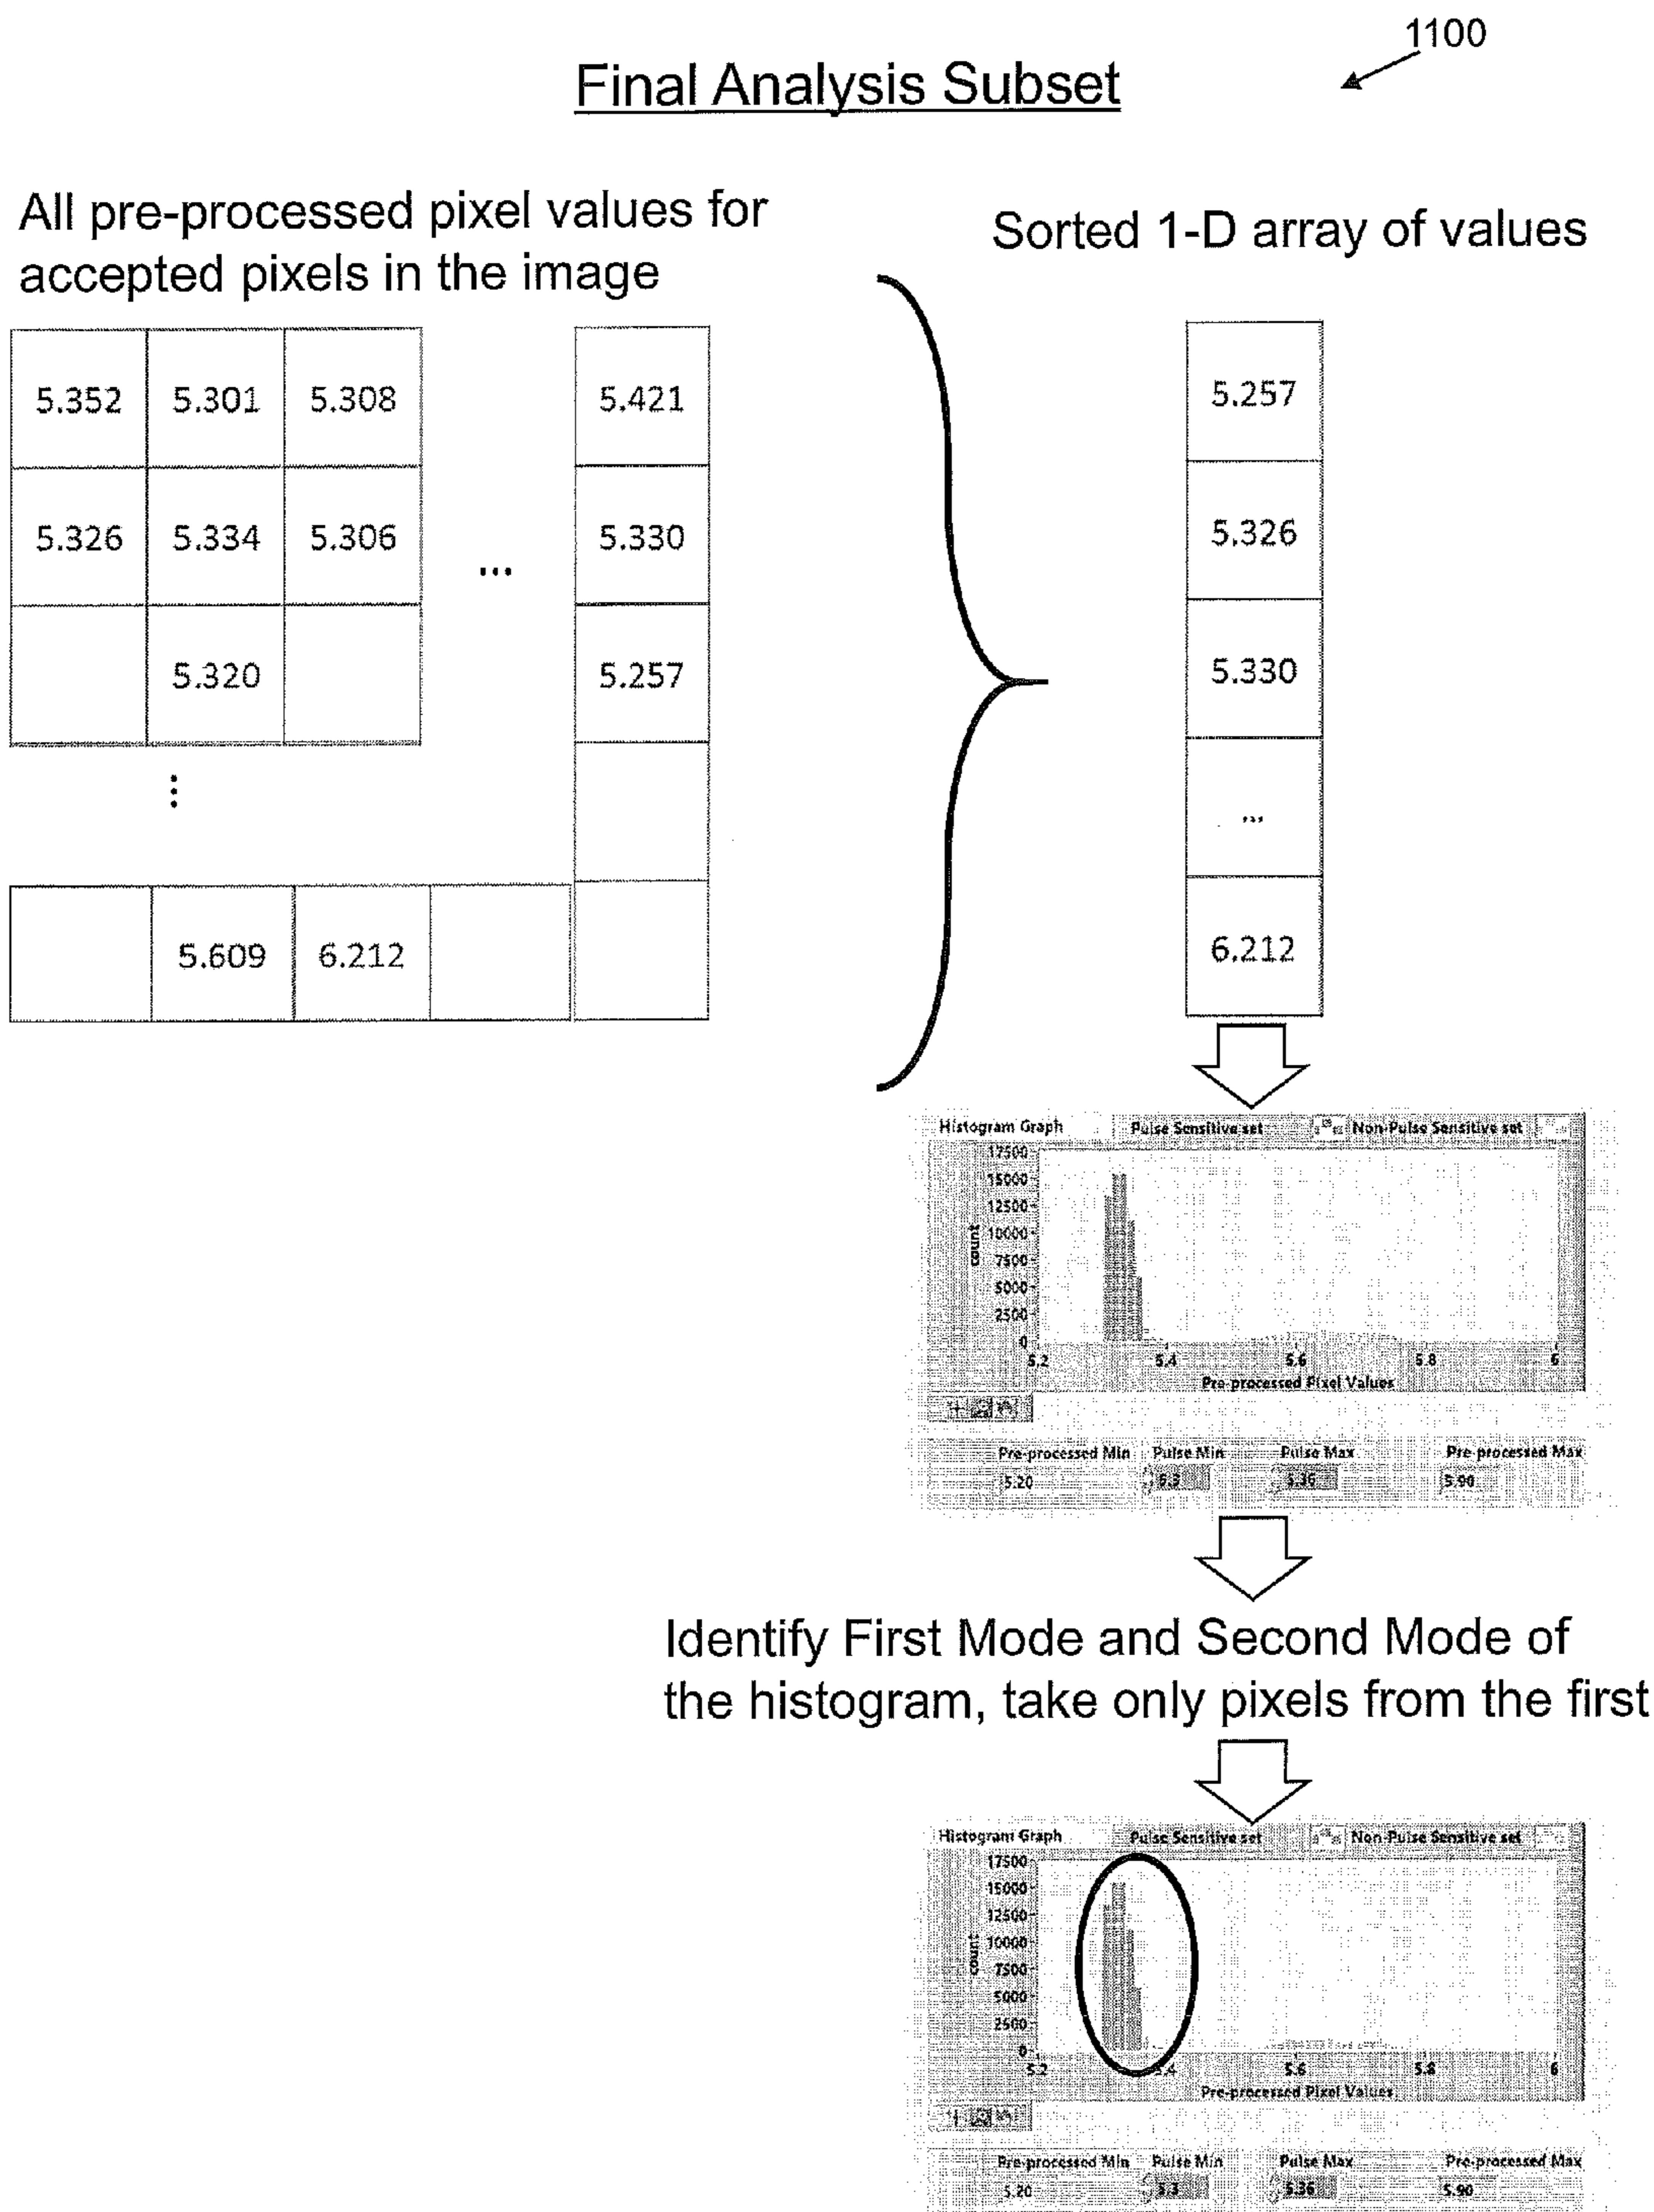 1100
Final Analysis Subset
All pre-processed pixel values for
accepted pixels in the image
5.352 5.301 5.308 5.421
5.326 5.334 5.306 ... 5.330
5.320 5.257
⋮
5.609 6.212
Sorted 1-D array of values
5.257
5.326
5.330
...
6.212
Histogram Graph Pulse Sensitive set Non-Pulse Sensitive set
17500
15000
12500
10000
7500
5000
2500
0
count
5.2 5.4 5.6 5.8 6
Pre-processed Pixel Values
Pre-processed Min Pulse Min Pulse Max Pre-processed Max
5.20 5.3 5.36 5.90
Identify First Mode and Second Mode of
the histogram, take only pixels from the first
Histogram Graph Pulse Sensitive set Non-Pulse Sensitive set
17500
15000
12500
10000
7500
5000
2500
0
count
5.2 5.4 5.6 5.8 6
Pre-processed Pixel Values
Pre-processed Min Pulse Min Pulse Max Pre-processed Max
5.20 5.3 5.36 5.90